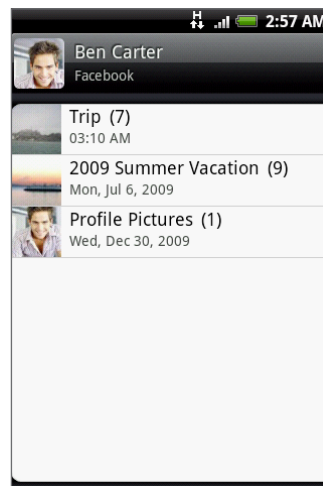 H
2:57 AM
Ben Carter
Facebook
Trip (7)
03:10 AM
2009 Summer Vacation (9)
Mon, Jul 6, 2009
Profile Pictures (1)
Wed, Dec 30, 2009